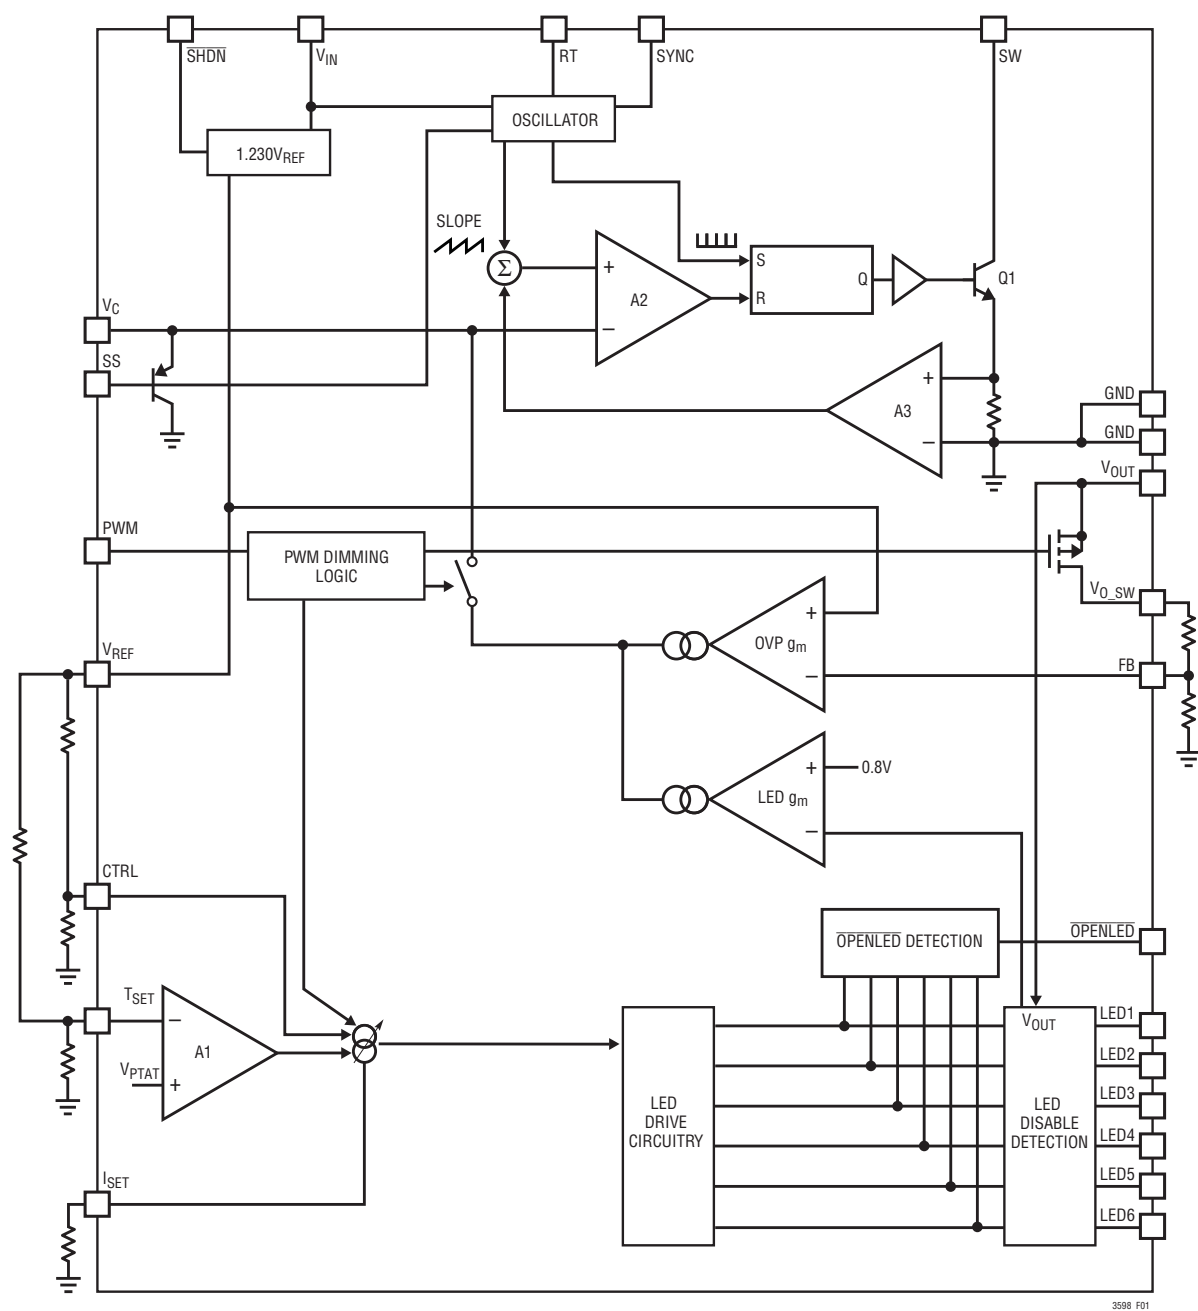 SHDN
VIN
RT
SYNC
SW
OSCILLATOR
1.230VREF
SLOPE
Σ
+
A2
−
S
R
Q
Q1
VC
SS
+
A3
−
GND
GND
VOUT
PWM
PWM DIMMING
LOGIC
VO_SW
+
OVP gm
−
FB
VREF
+
0.8V
LED gm
−
CTRL
OPENLED DETECTION
OPENLED
TSET
−
A1
VPTAT
+
VOUT
LED1
LED2
LED3
LED4
LED5
LED6
LED
DRIVE
CIRCUITRY
LED
DISABLE
DETECTION
ISET
3598 F01